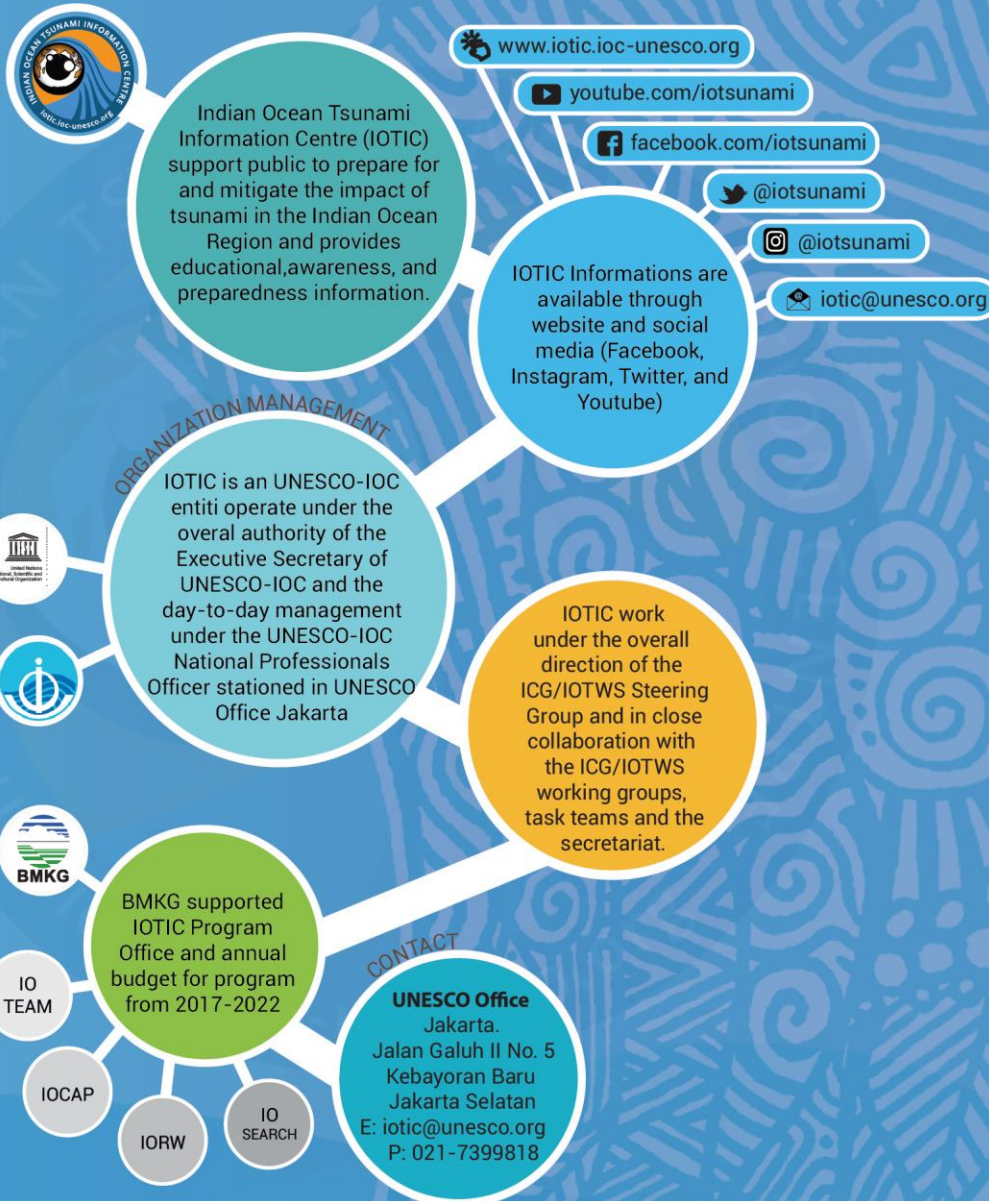 INDIAN OCEAN TSUNAMI INFORMATION CENTRE
iotic.ioc-unesco.org
Indian Ocean Tsunami
Information Centre (IOTIC)
support public to prepare for
and mitigate the impact of
tsunami in the Indian Ocean
Region and provides
educational,awareness, and
preparedness information.
www.iotic.ioc-unesco.org
youtube.com/iotsunami
facebook.com/iotsunami
@iotsunami
@iotsunami
iotic@unesco.org
IOTIC Informations are
available through
website and social
media (Facebook,
Instagram, Twitter, and
Youtube)
ORGANIZATION MANAGEMENT
IOTIC is an UNESCO-IOC
entiti operate under the
overal authority of the
Executive Secretary of
UNESCO-IOC and the
day-to-day management
under the UNESCO-IOC
National Professionals
Officer stationed in UNESCO
Office Jakarta
United Nations
Scientific and
Cultural Organization
IOTIC work
under the overall
direction of the
ICG/IOTWS Steering
Group and in close
collaboration with
the ICG/IOTWS
working groups,
task teams and the
secretariat.
BMKG
BMKG supported
IOTIC Program
Office and annual
budget for program
from 2017-2022
IO
TEAM
IOCAP
IORW
IO
SEARCH
CONTACT
UNESCO Office
Jakarta.
Jalan Galuh II No. 5
Kebayoran Baru
Jakarta Selatan
E: iotic@unesco.org
P: 021-7399818